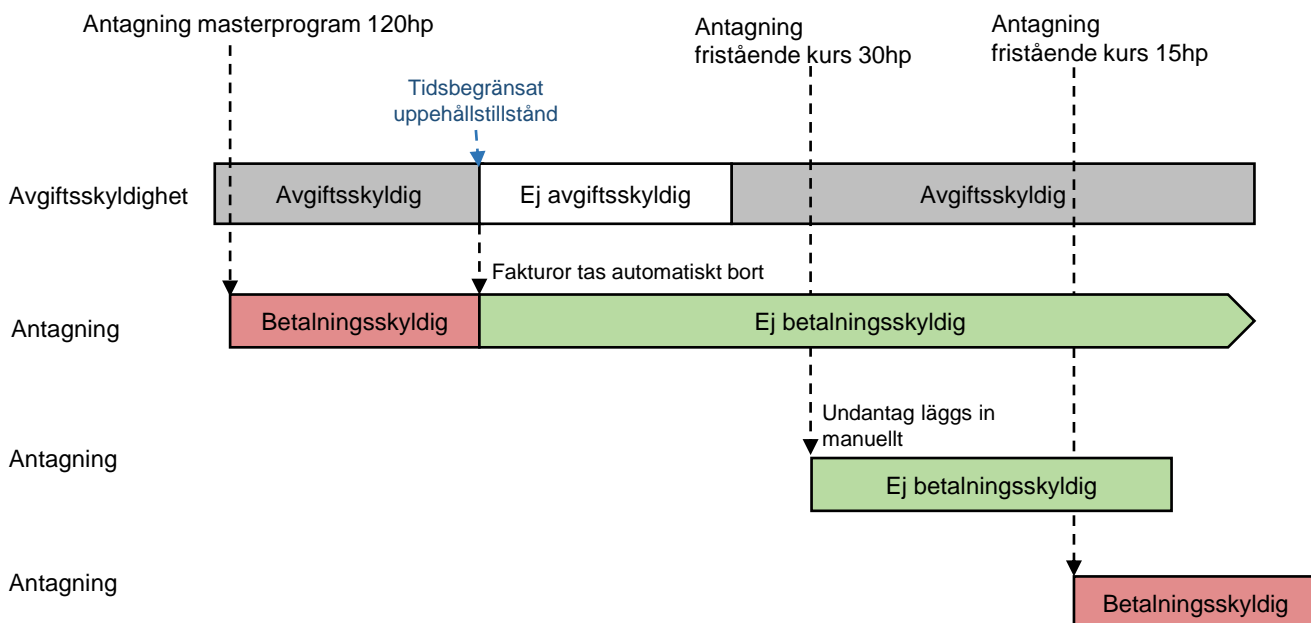 Antagning masterprogram 120hp
Antagning
fristående kurs 30hp
Antagning
fristående kurs 15hp
Tidsbegränsat
uppehållstillstånd
Avgiftsskyldighet
Avgiftsskyldig
Ej avgiftsskyldig
Avgiftsskyldig
Fakturor tas automatiskt bort
Antagning
Betalningsskyldig
Ej betalningsskyldig
Undantag läggs in
manuellt
Antagning
Ej betalningsskyldig
Antagning
Betalningsskyldig